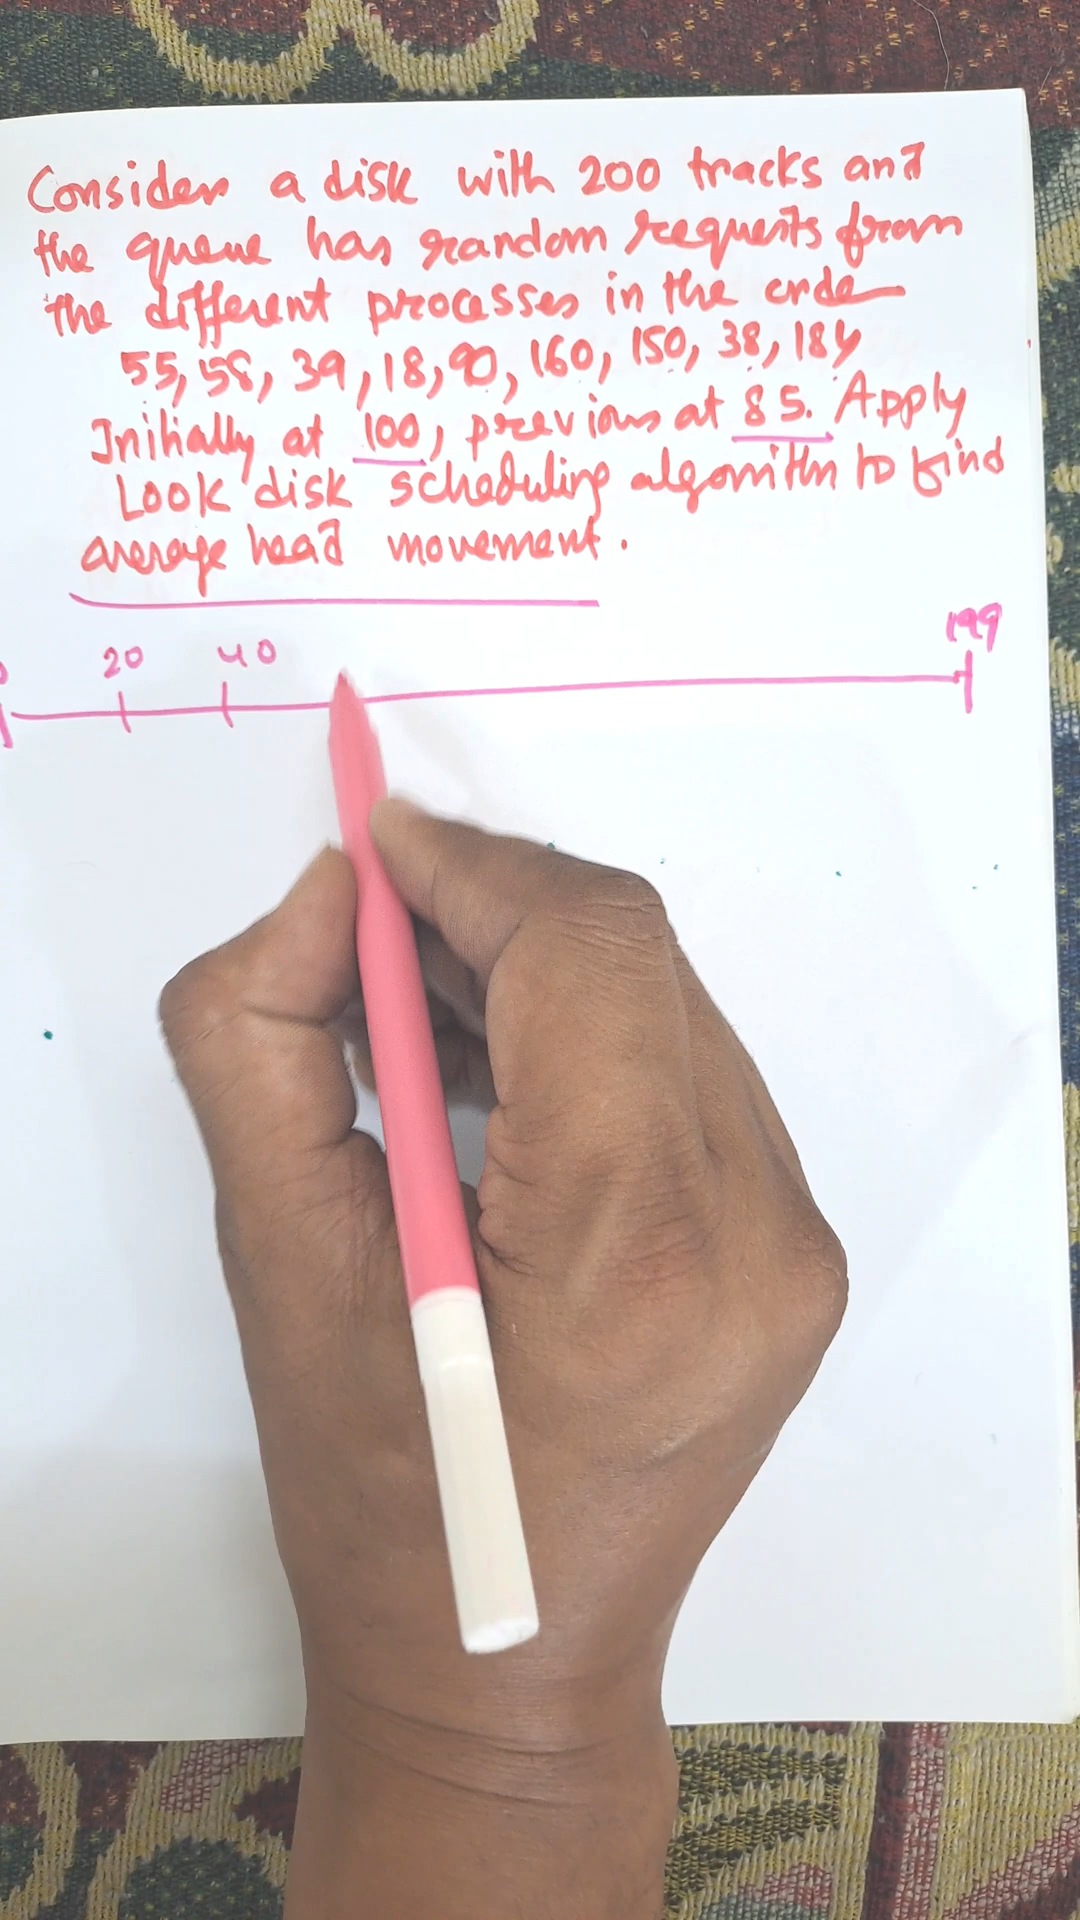 Consider a disk with 200 tracks and
the queue has random requests from
the different processes in the order
55, 58, 39, 18, 90, 160, 150, 38, 184
Initially at 100, previous at 85. Apply
Look disk scheduling algorithm to find
average head movement.
0 20 40 199